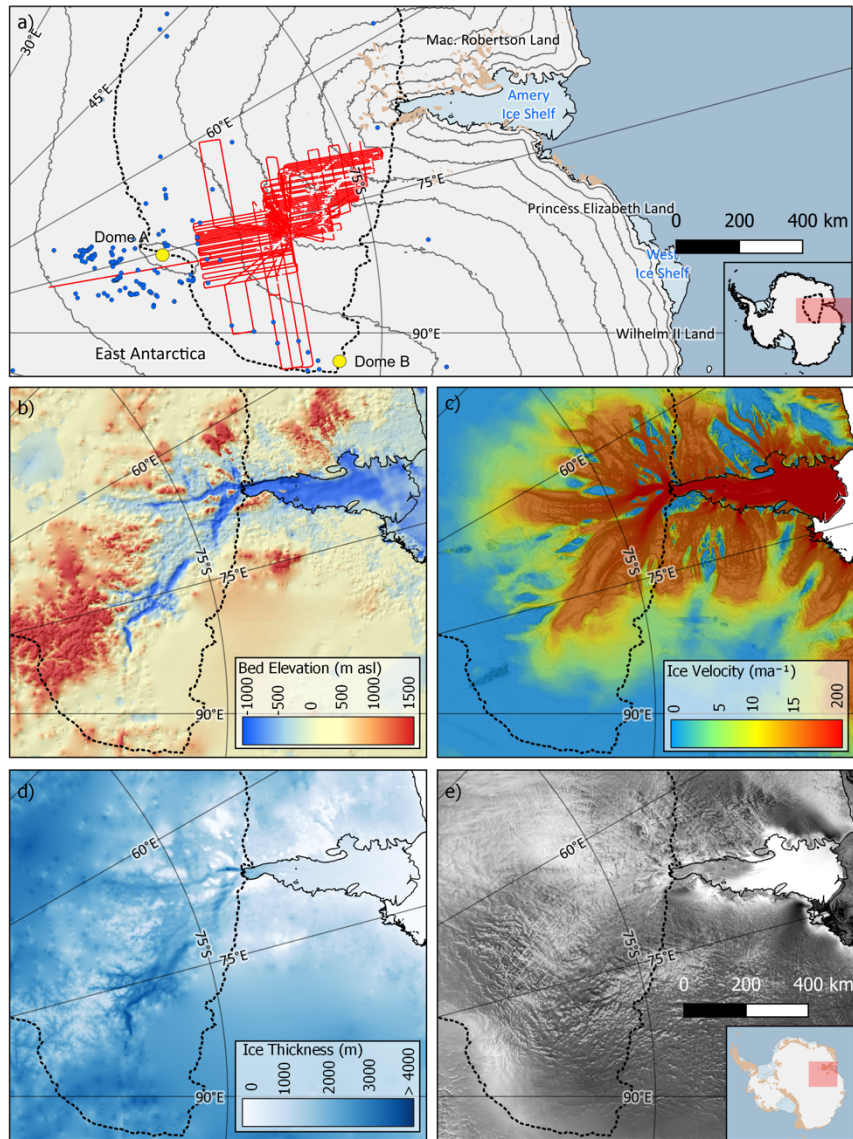 a)
30°E
45°E
60°E
Mac. Robertson Land
Amery
Ice Shelf
75°S
75°E
Princess Elizabeth Land
0 200 400 km
Dome A
West
Ice Shelf
90°E
Wilhelm II Land
East Antarctica
Dome B
b)
60°E
75°S
75°E
Bed Elevation (m asl)
-1000
-500
0
500
1000
1500
90°E
c)
60°E
75°S
75°E
Ice Velocity (ma⁻¹)
0
5
10
15
200
90°E
d)
60°E
75°S
75°E
Ice Thickness (m)
0
1000
2000
3000
> 4000
90°E
e)
60°E
75°S
75°E
0 200 400 km
90°E